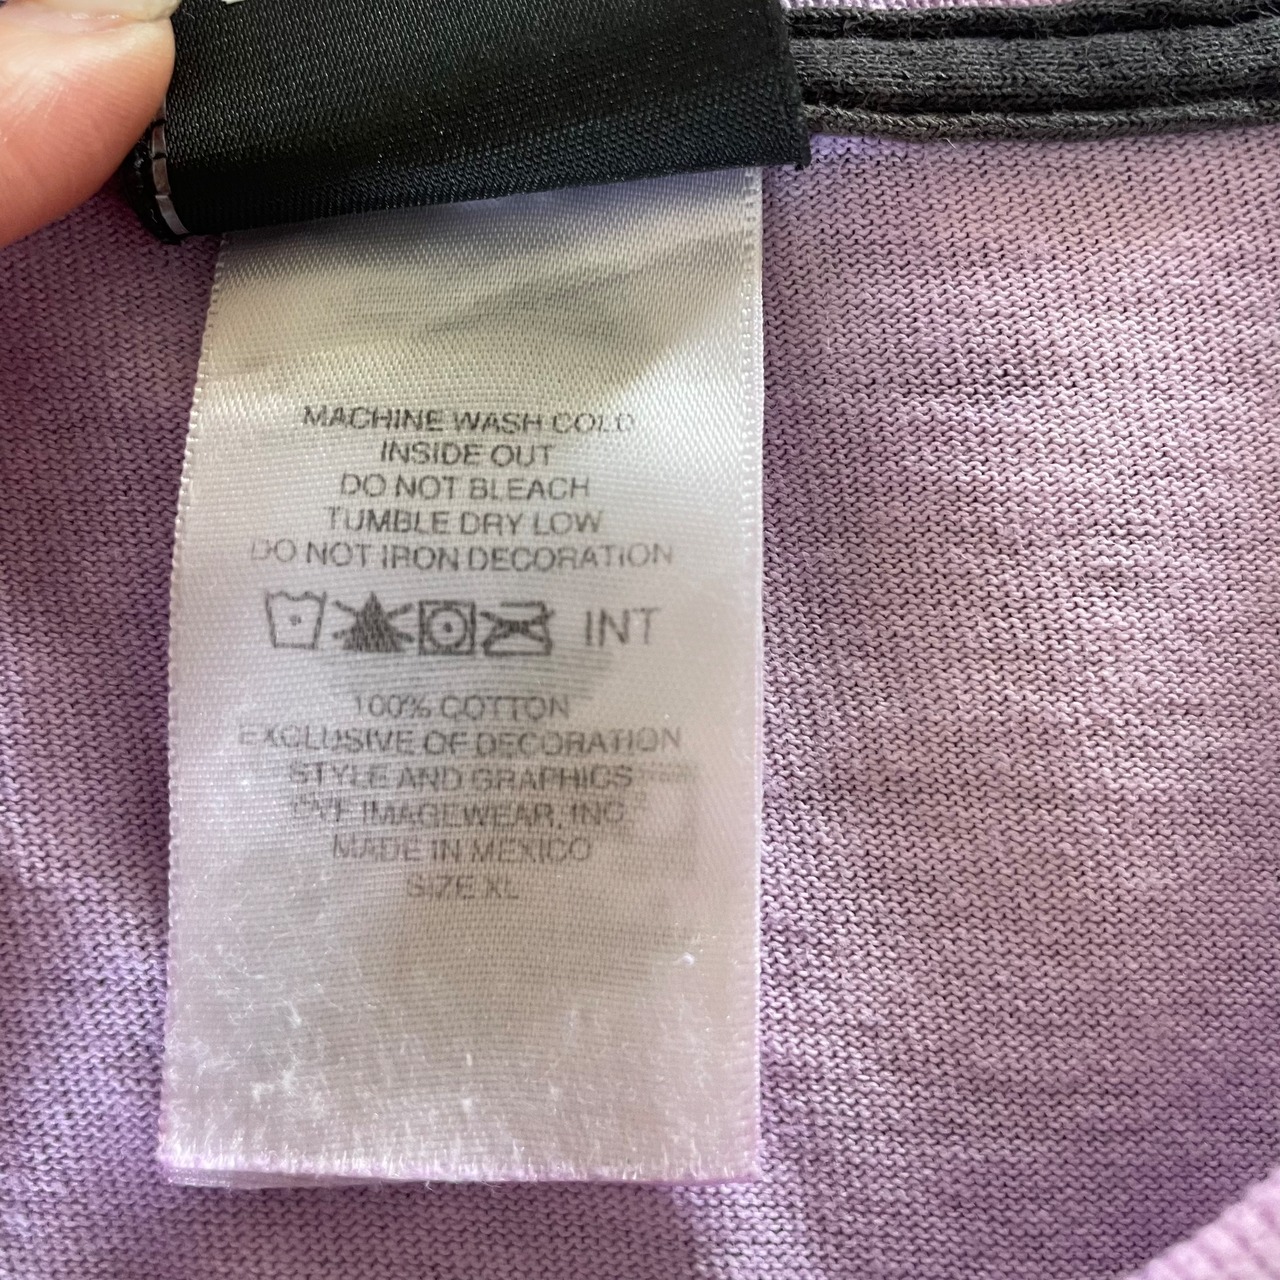 MACHINE WASH COLD
INSIDE OUT
DO NOT BLEACH
TUMBLE DRY LOW
DO NOT IRON DECORATION
INT
100% COTTON
EXCLUSIVE OF DECORATION
STYLE AND GRAPHICS
©VF IMAGEWEAR, INC.
MADE IN MEXICO
SIZE XL